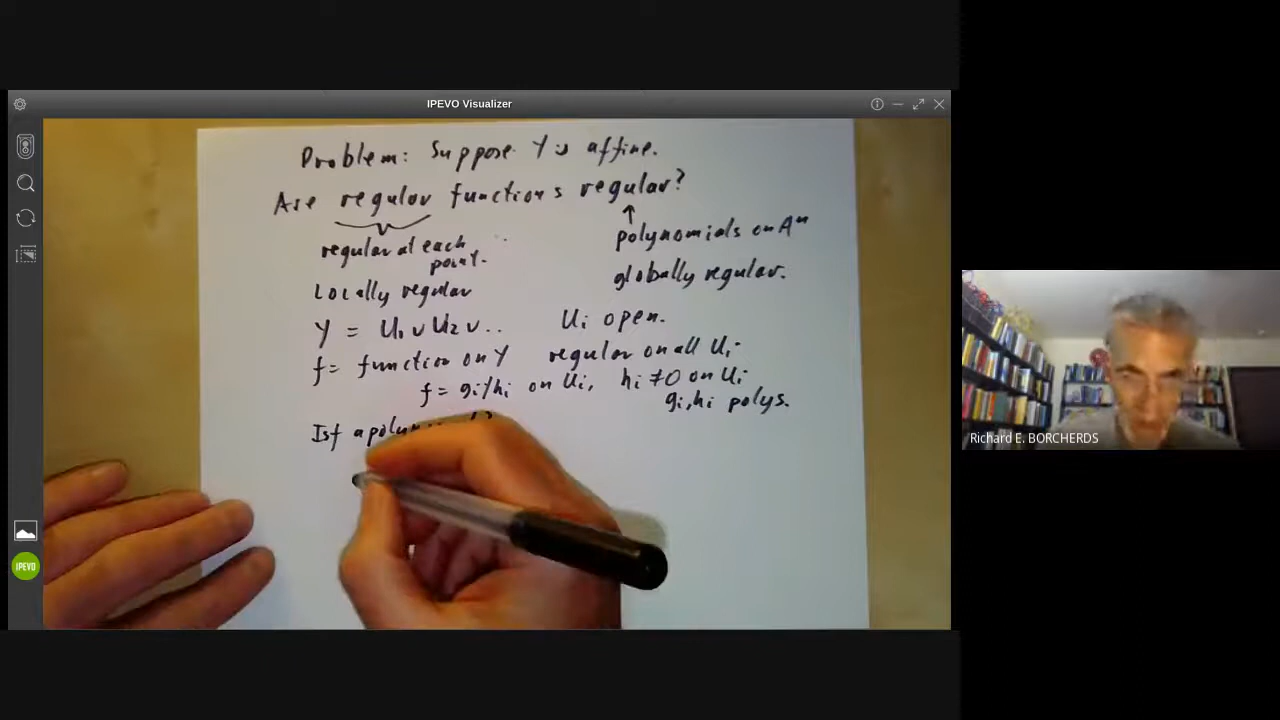 IPEVO Visualizer
Problem: Suppose Y is affine.
Are regular functions regular?
regular at each point.
polynomials on Aⁿ
Locally regular
globally regular.
Y = U₁ ∪ U₂ ∪ ..
Uᵢ open.
f = function on Y regular on all Uᵢ.
f = gᵢ/hᵢ on Uᵢ, hᵢ ≠ 0 on Uᵢ
gᵢ, hᵢ polys.
Is f a
Richard E. BORCHERDS
IPEVO